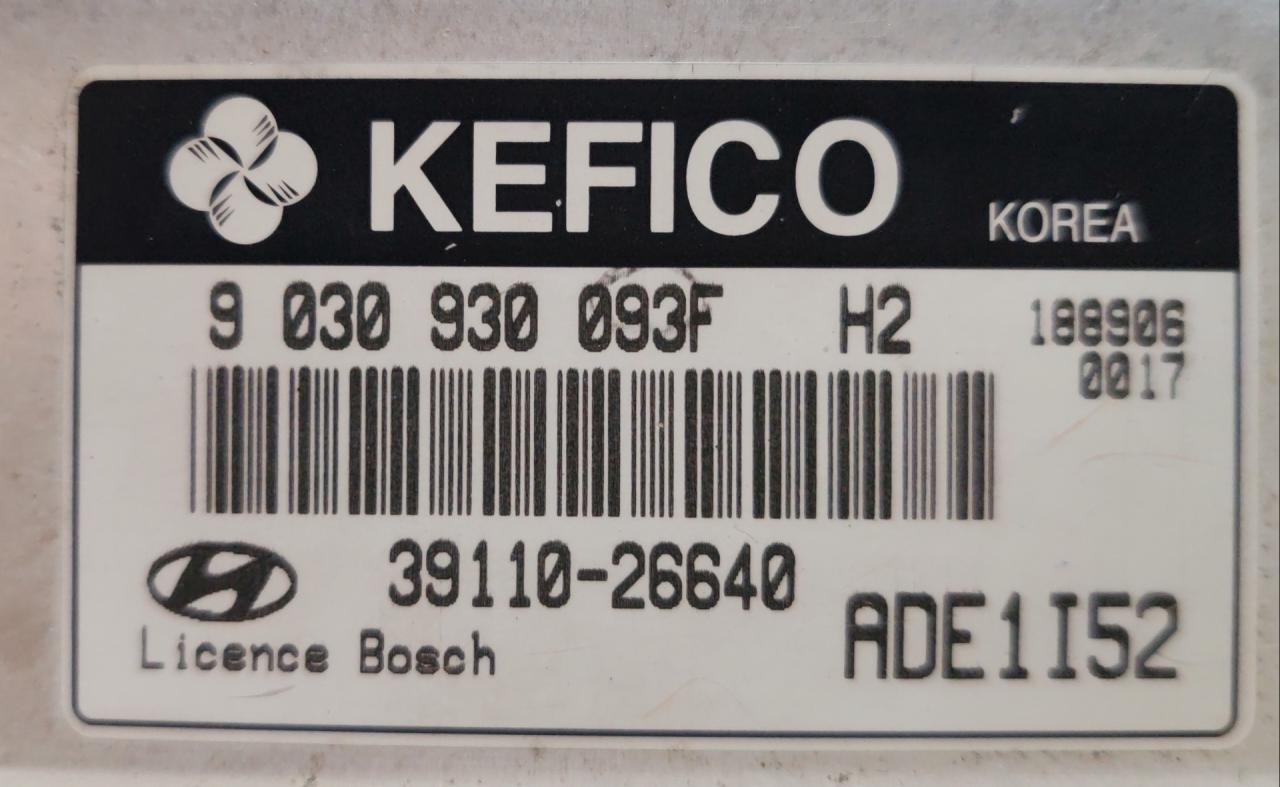 KEFICO KOREA
9 030 930 093F H2 188906
0017
39110-26640
ADE1I52
Licence Bosch